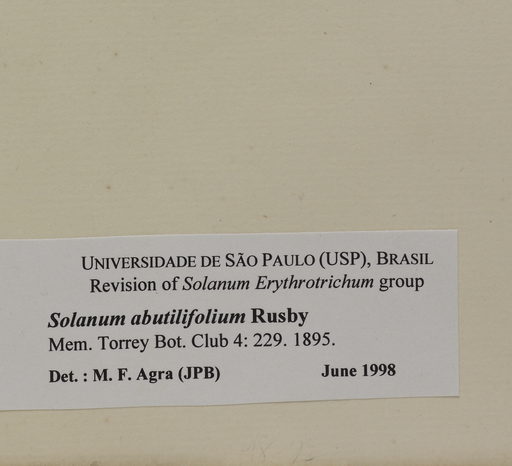 UNIVERSIDADE DE SÃO PAULO (USP), BRASIL
Revision of Solanum Erythrotrichum group
Solanum abutilifolium Rusby
Mem. Torrey Bot. Club 4: 229. 1895.
Det. : M. F. Agra (JPB) June 1998